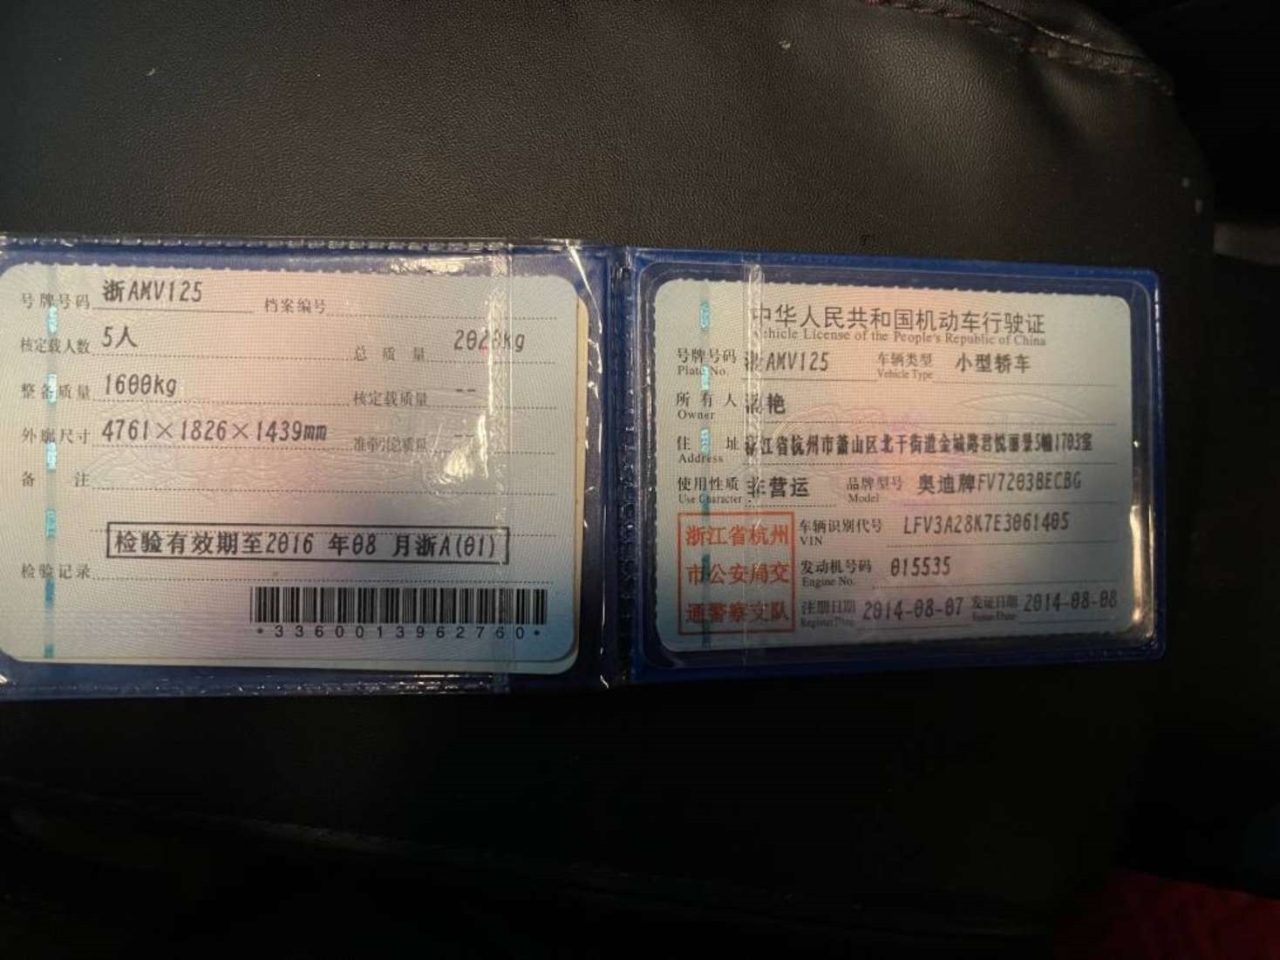 号牌号码 浙AMV125 档案编号
核定载人数 5人 总质量 2020kg
整备质量 1600kg 核定载质量 --
外廓尺寸 4761×1826×1439mm 准牵引总质量 --
备注
检验有效期至2016 年08 月浙A(01)
检验记录
*3360013962760*
中华人民共和国机动车行驶证
Vehicle License of the People's Republic of China
号牌号码 浙AMV125 车辆类型 小型轿车
Plate No. Vehicle Type
所有人 艳
Owner
住址 浙江省杭州市萧山区北干街道金城路君悦丽景5幢1703室
Address
使用性质 非营运 品牌型号 奥迪牌FV7203BECBG
Use Character Model
浙江省杭州 车辆识别代号 LFV3A28K7E3061405
VIN
市公安局交 发动机号码 015535
Engine No.
通警察支队 注册日期 2014-08-07 发证日期 2014-08-08
Register Date Issue Date